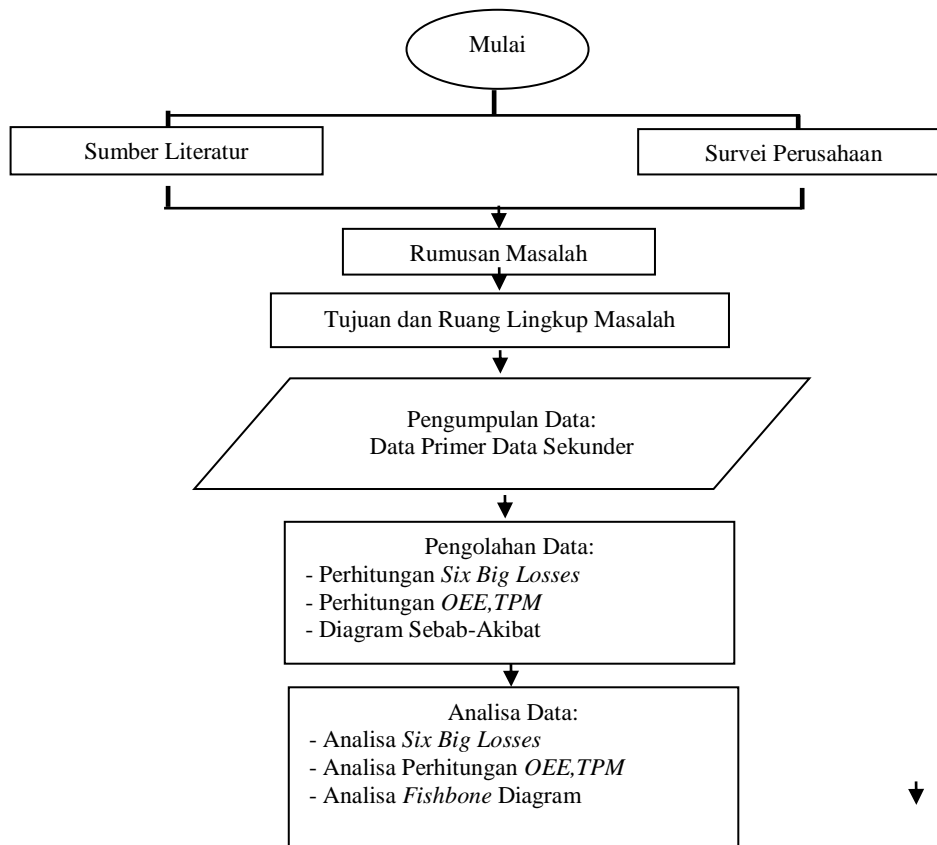 Mulai
Sumber Literatur
Survei Perusahaan
Rumusan Masalah
Tujuan dan Ruang Lingkup Masalah
Pengumpulan Data:
Data Primer Data Sekunder
Pengolahan Data:
- Perhitungan Six Big Losses
- Perhitungan OEE,TPM
- Diagram Sebab-Akibat
Analisa Data:
- Analisa Six Big Losses
- Analisa Perhitungan OEE,TPM
- Analisa Fishbone Diagram